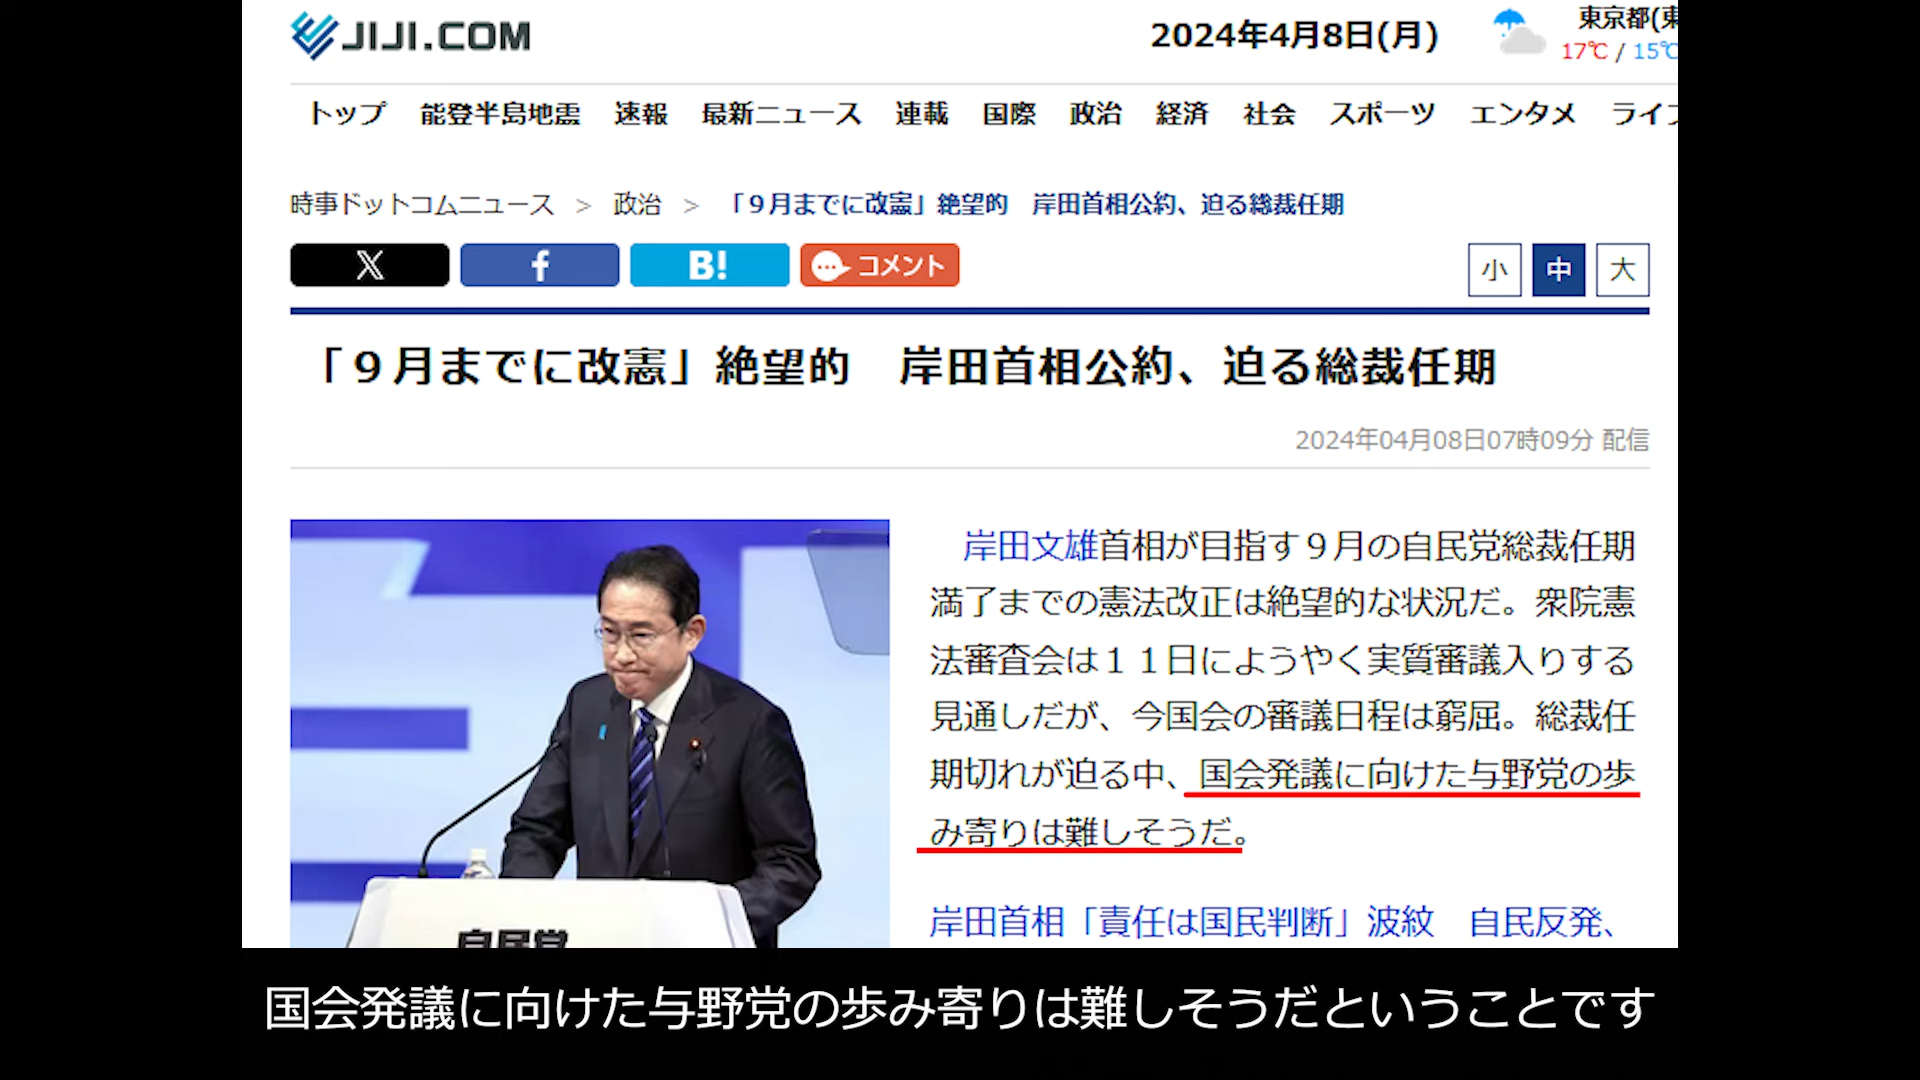 JIJI.COM
2024年4月8日(月)
東京都(東
17℃ / 15℃
トップ 能登半島地震 速報 最新ニュース 連載 国際 政治 経済 社会 スポーツ エンタメ ライフ
時事ドットコムニュース > 政治 > 「９月までに改憲」絶望的　岸田首相公約、迫る総裁任期
X f B! コメント 小 中 大
「９月までに改憲」絶望的　岸田首相公約、迫る総裁任期
2024年04月08日07時09分 配信
岸田文雄首相が目指す９月の自民党総裁任期
満了までの憲法改正は絶望的な状況だ。衆院憲
法審査会は１１日にようやく実質審議入りする
見通しだが、今国会の審議日程は窮屈。総裁任
期切れが迫る中、国会発議に向けた与野党の歩
み寄りは難しそうだ。
岸田首相「責任は国民判断」波紋　自民反発、
自民党
国会発議に向けた与野党の歩み寄りは難しそうだということです